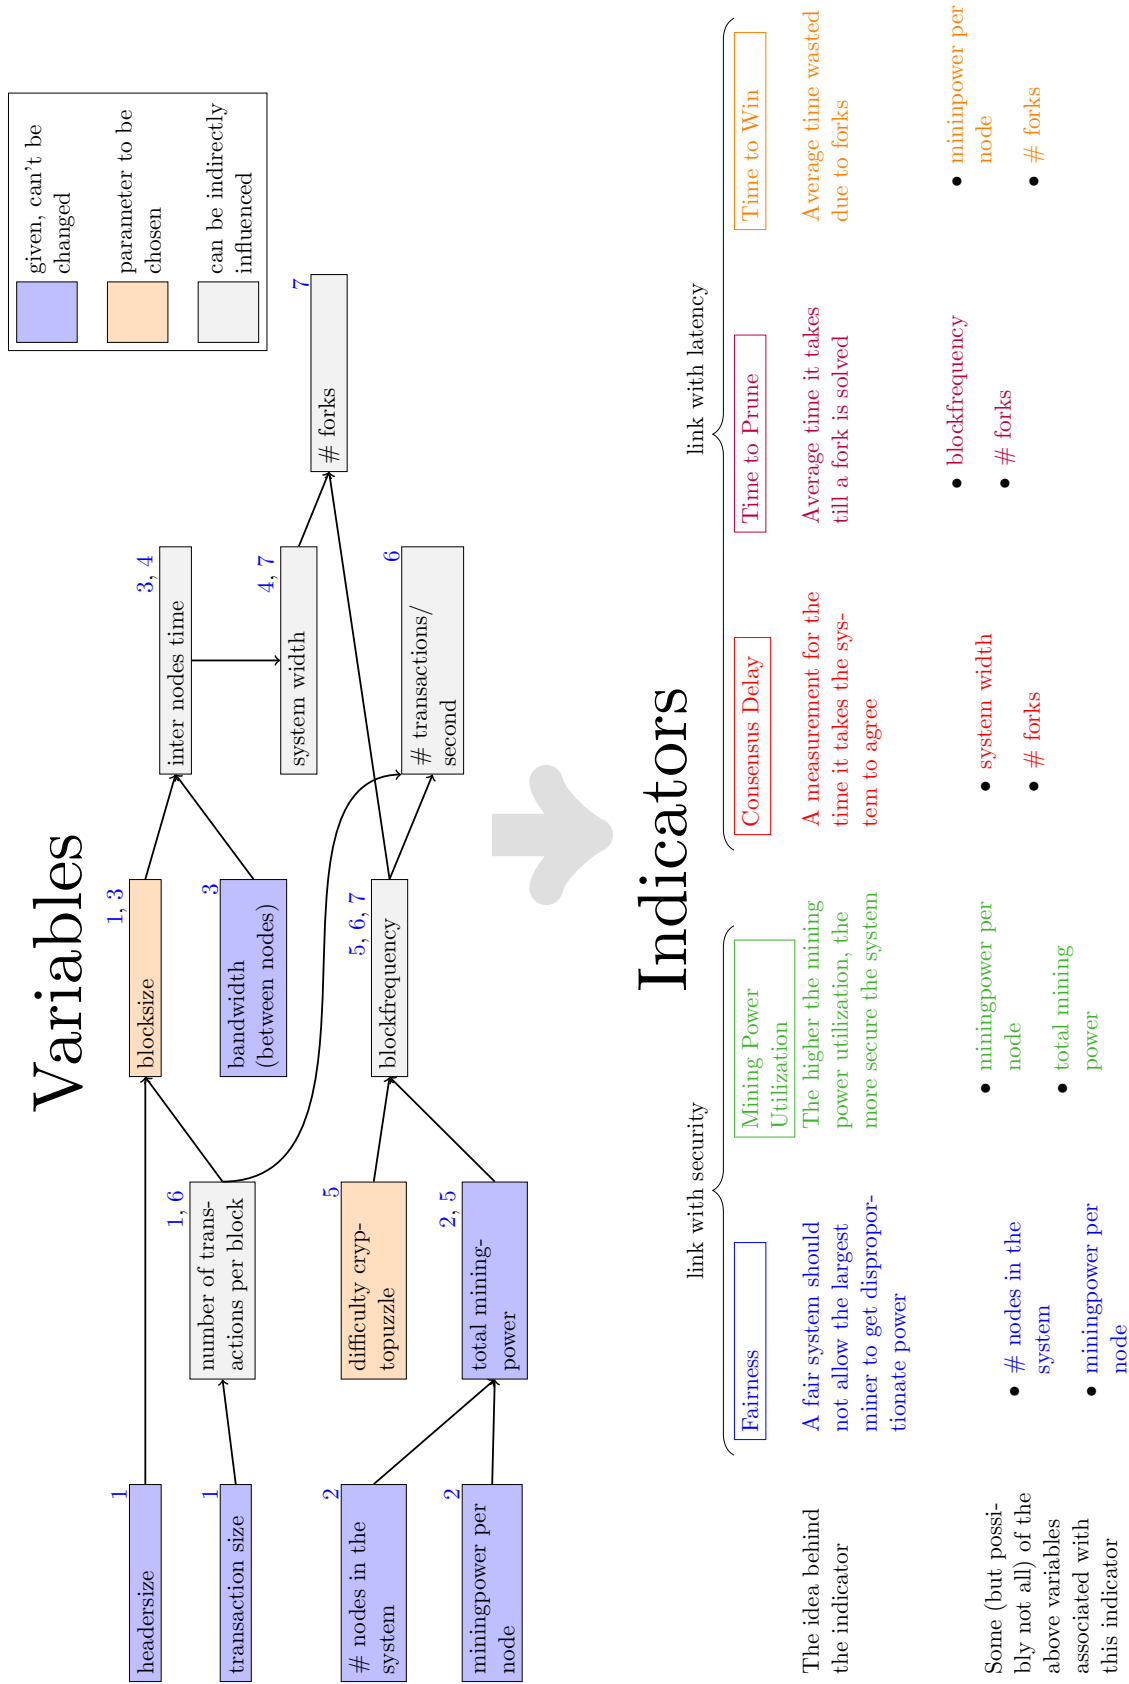 Variables
given, can't be
changed
parameter to be
chosen
can be indirectly
influenced
1
headersize
1
transaction size
2
# nodes in the
system
2
miningpower per
node
1, 6
number of trans-
actions per block
5
difficulty cryp-
topuzzle
2, 5
total mining-
power
1, 3
blocksize
3
bandwidth
(between nodes)
5, 6, 7
blockfrequency
3, 4
inter nodes time
4, 7
system width
6
# transactions/
second
7
# forks
Indicators
link with security
link with latency
Fairness
Mining Power
Utilization
Consensus Delay
Time to Prune
Time to Win
The idea behind
the indicator
A fair system should
not allow the largest
miner to get dispropor-
tionate power
The higher the mining
power utilization, the
more secure the system
A measurement for the
time it takes the sys-
tem to agree
Average time it takes
till a fork is solved
Average time wasted
due to forks
Some (but possi-
bly not all) of the
above variables
associated with
this indicator
• # nodes in the
system
• miningpower per
node
• miningpower per
node
• total mining
power
• system width
• # forks
• blockfrequency
• # forks
• mininpower per
node
• # forks